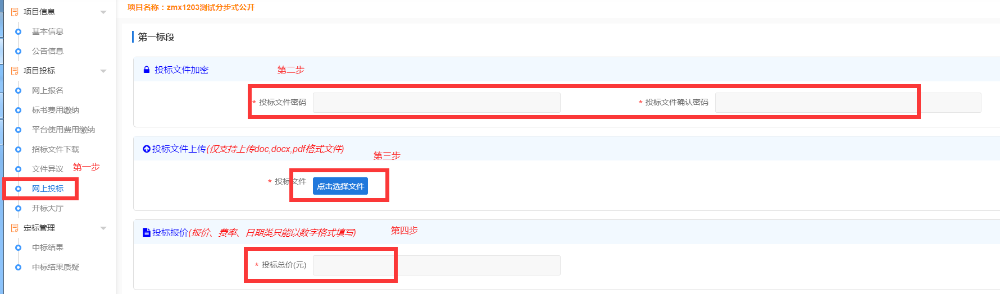 项目信息
基本信息
公告信息
项目投标
网上报名
标书费用缴纳
平台使用费用缴纳
招标文件下载
文件异议
第一步
网上投标
开标大厅
定标管理
中标结果
中标结果质疑
项目名称：zmx1203测试分步式公开
第一标段
投标文件加密 第二步
* 投标文件密码 * 投标文件确认密码
投标文件上传(仅支持上传doc,docx,pdf格式文件) 第三步
* 投标文件 点击选择文件
投标报价(报价、费率、日期类只能以数字格式填写) 第四步
* 投标总价(元)